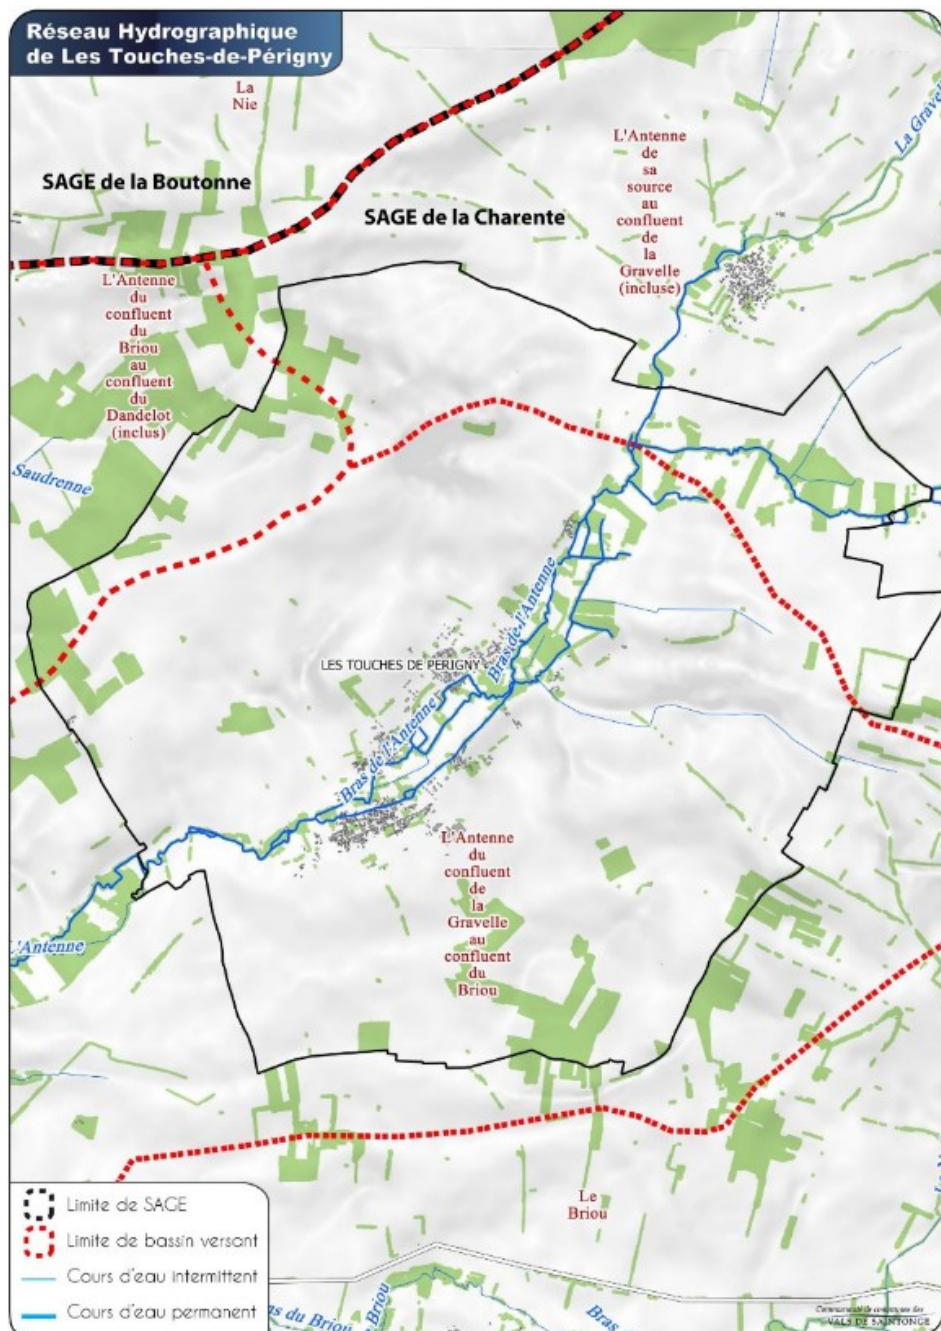 Réseau Hydrographique
de Les Touches-de-Périgny
La
Nie
L'Antenne
de
sa
source
au
confluent
de
la
Gravelle
(incluse)
SAGE de la Boutonne
SAGE de la Charente
L'Antenne
du
confluent
du
Briou
au
confluent
du
Dandelot
(inclus)
Saudrenne
Bras de l'Antenne
LES TOUCHES DE PERIGNY
Bras de l'Antenne
L'Antenne
du
confluent
de
la
Gravelle
au
confluent
du
Briou
L'Antenne
Le
Briou
Limite de SAGE
Limite de bassin versant
Cours d'eau intermittent
Cours d'eau permanent
du Briou
Briou
Communauté de communes des
VALS DE SAINTONGE